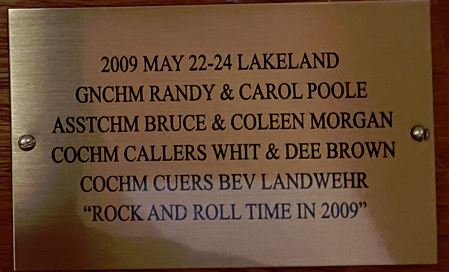 2009 MAY 22-24 LAKELAND
GNCHM RANDY & CAROL POOLE
ASSTCHM BRUCE & COLEEN MORGAN
COCHM CALLERS WHIT & DEE BROWN
COCHM CUERS BEV LANDWEHR
“ROCK AND ROLL TIME IN 2009”